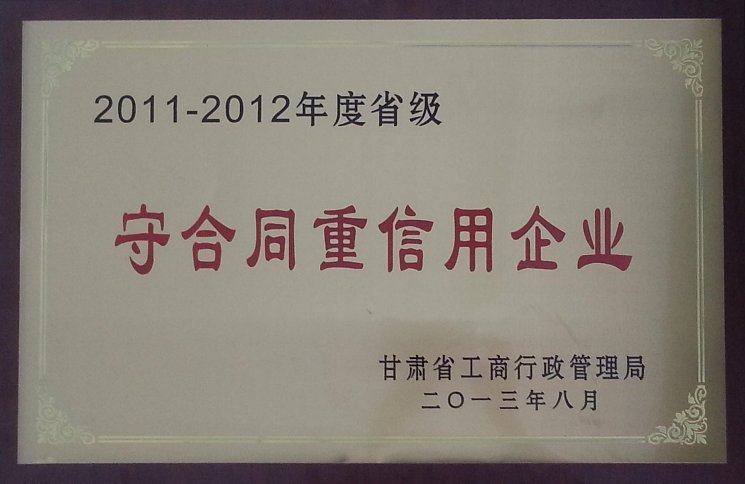 2011-2012年度省级
守合同重信用企业
甘肃省工商行政管理局
二〇一三年八月